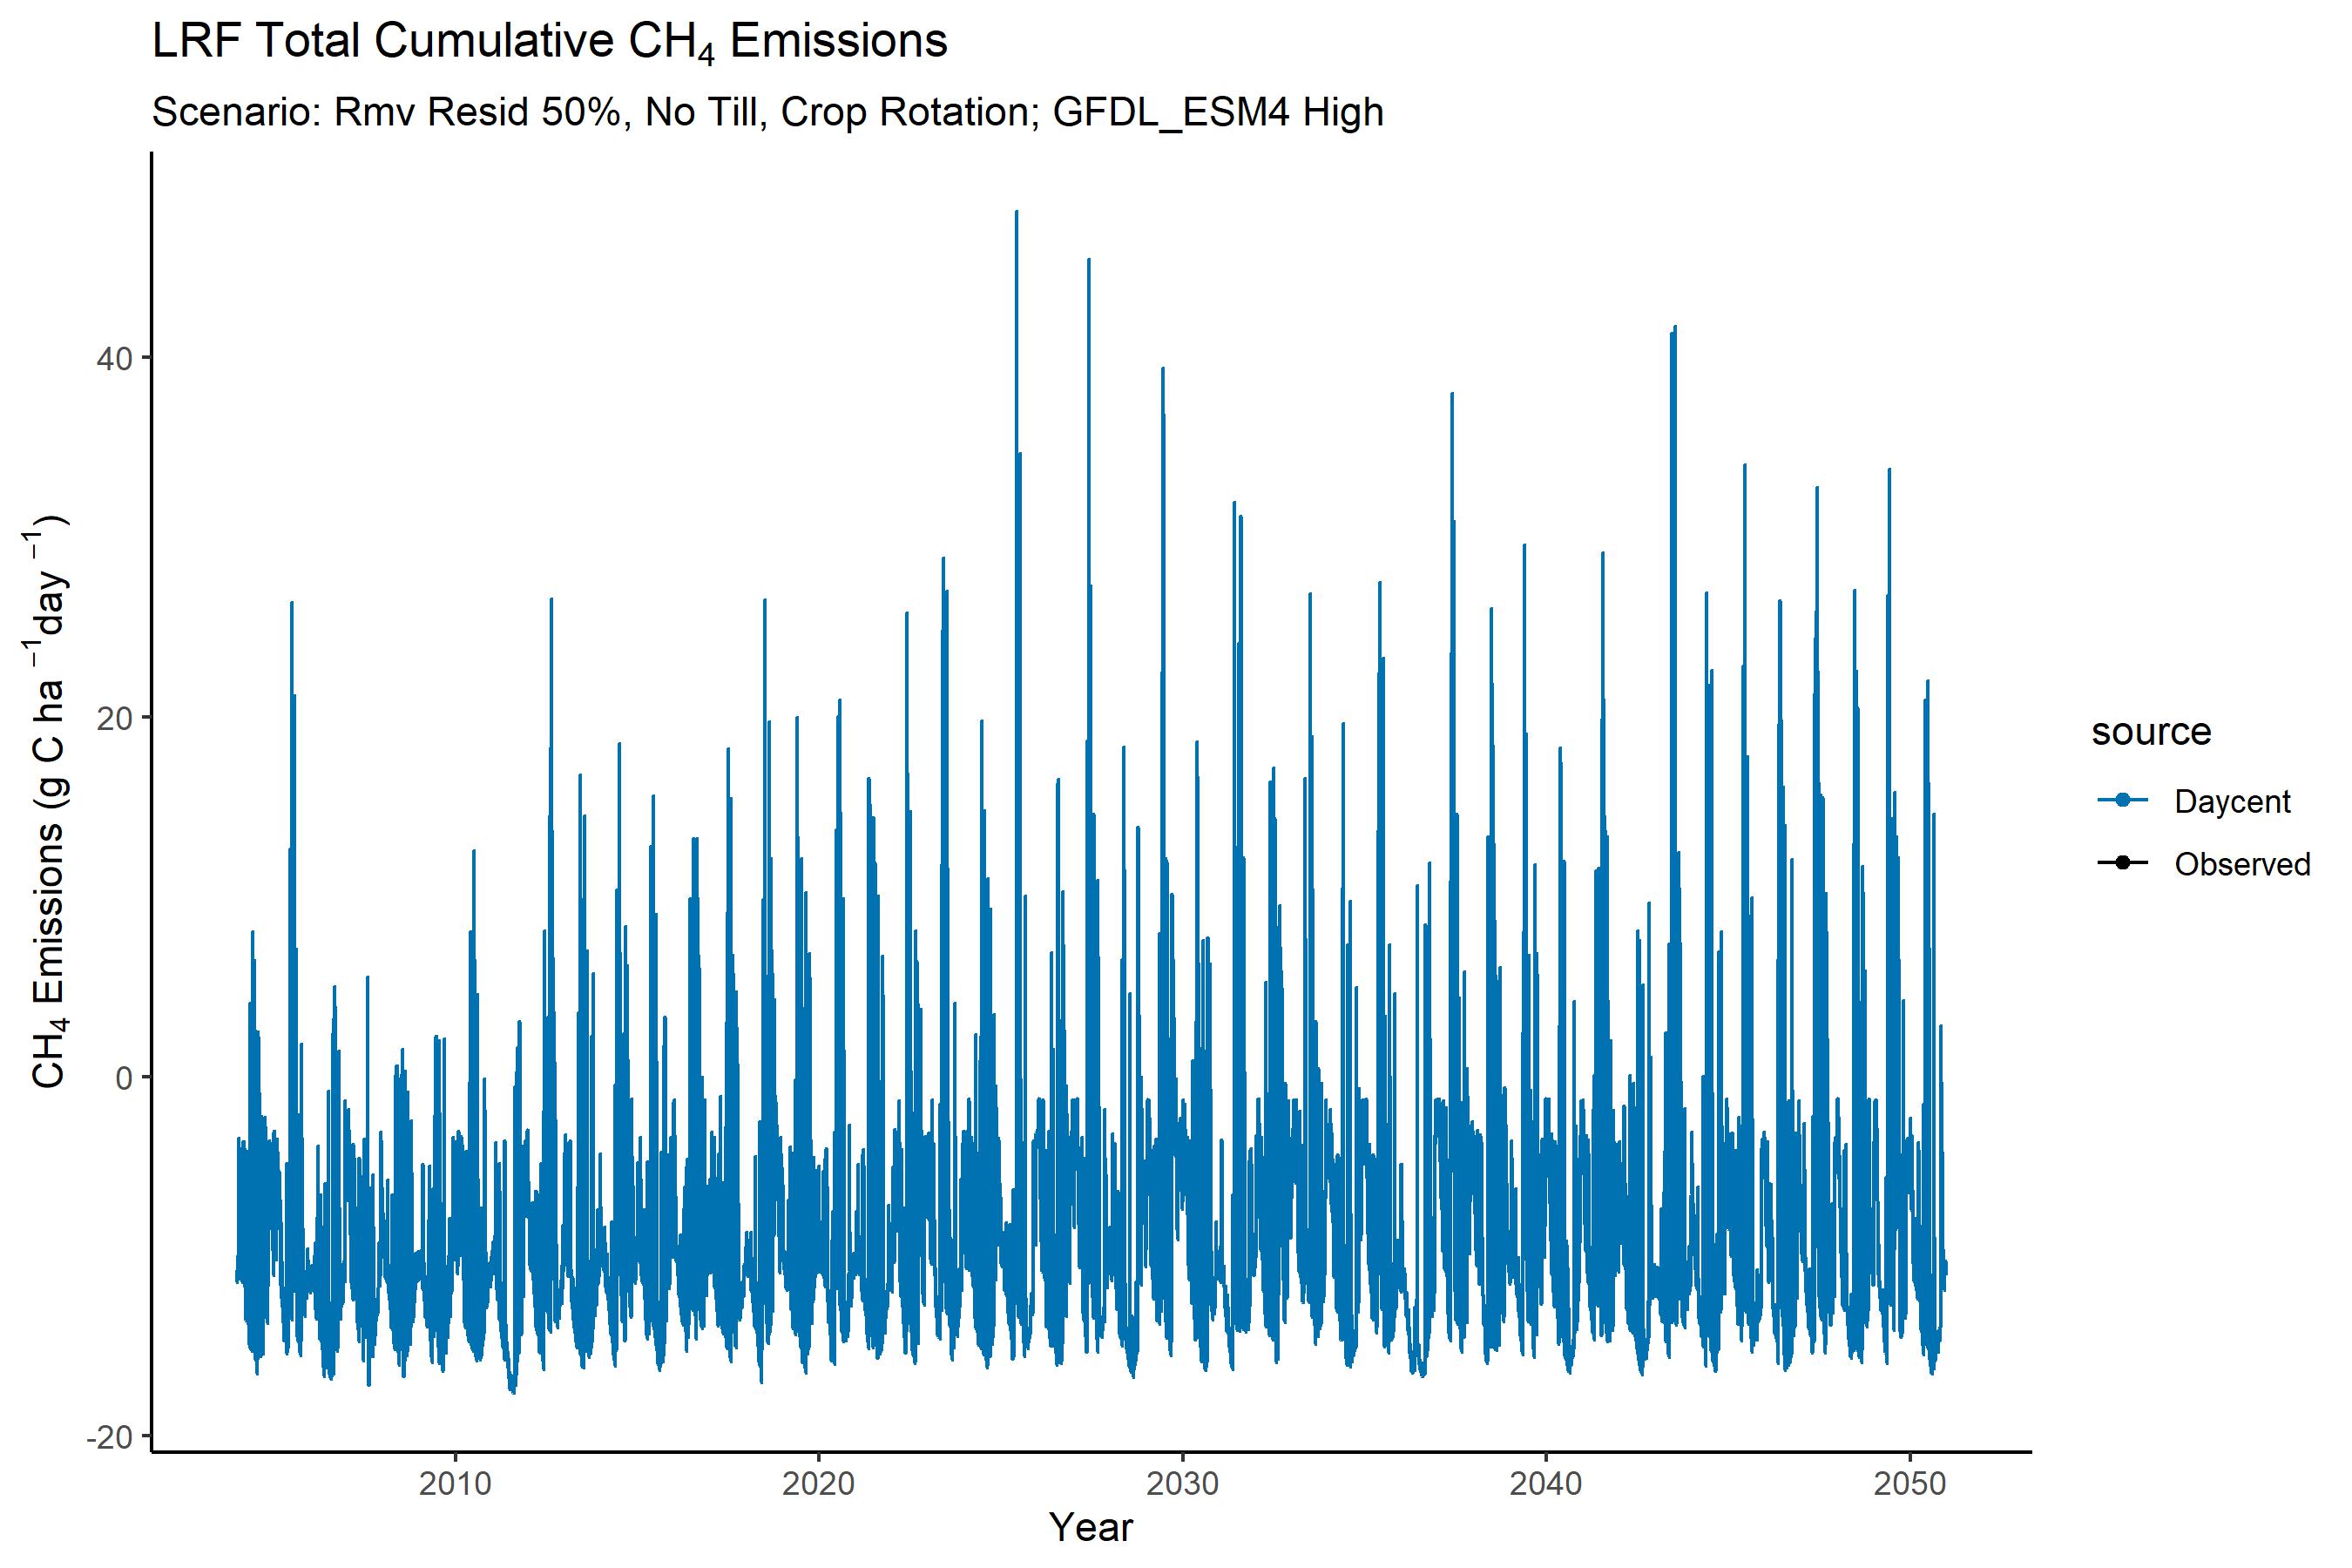 LRF Total Cumulative CH₄ Emissions
Scenario: Rmv Resid 50%, No Till, Crop Rotation; GFDL_ESM4 High
CH₄ Emissions (g C ha ⁻¹day ⁻¹)
40
20
0
-20
2010 2020 2030 2040 2050
Year
source
Daycent
Observed